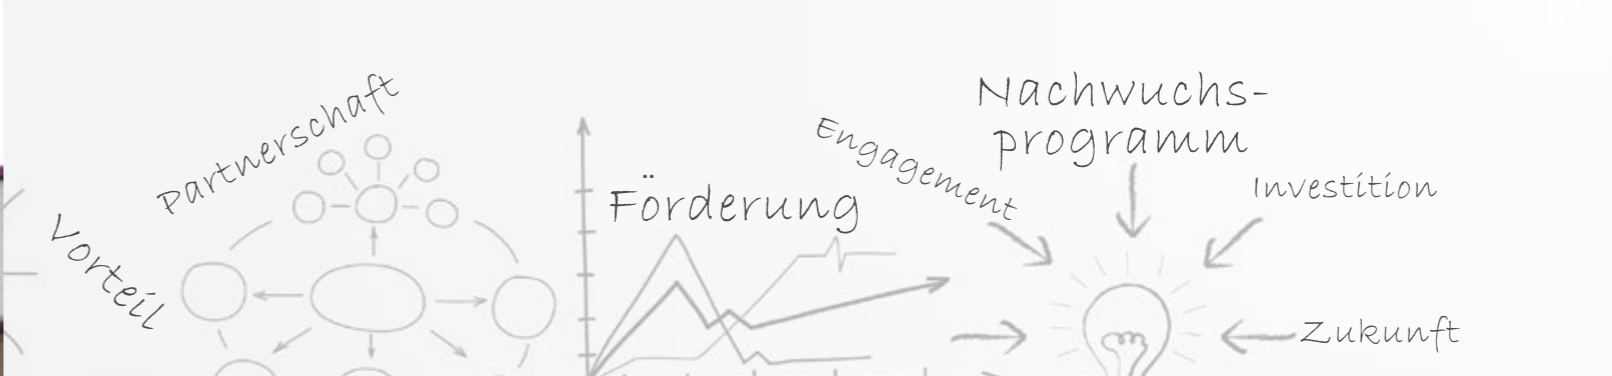 Partnerschaft
Vorteil
Förderung
Engagement
Nachwuchs-
programm
Investition
Zukunft